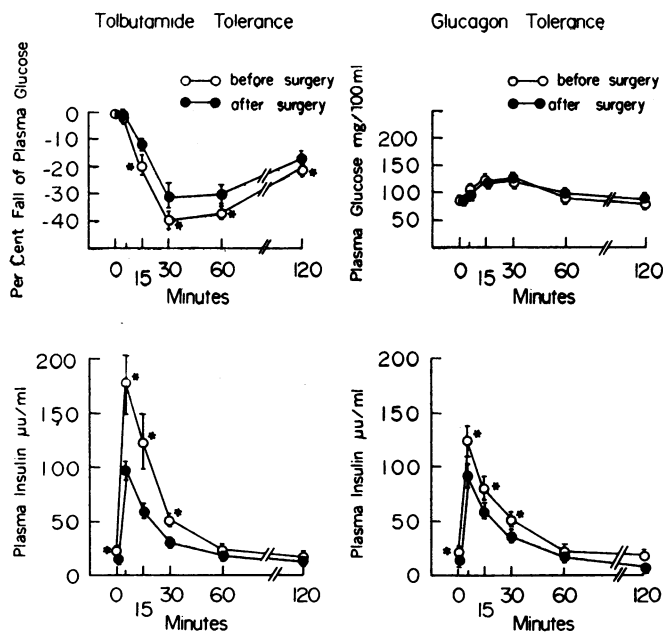 Tolbutamide Tolerance
Per Cent Fall of Plasma Glucose
before surgery
after surgery
0
-10
-20
-30
-40
*
*
*
*
0 15 30 60 120
Minutes
Glucagon Tolerance
Plasma Glucose mg/100ml
before surgery
after surgery
250
200
150
100
50
0 15 30 60 120
Minutes
Plasma Insulin μu/ml
200
150
100
50
0
*
*
*
*
0 15 30 60 120
Minutes
Plasma Insulin μu/ml
200
150
100
50
0
*
*
*
*
0 15 30 60 120
Minutes